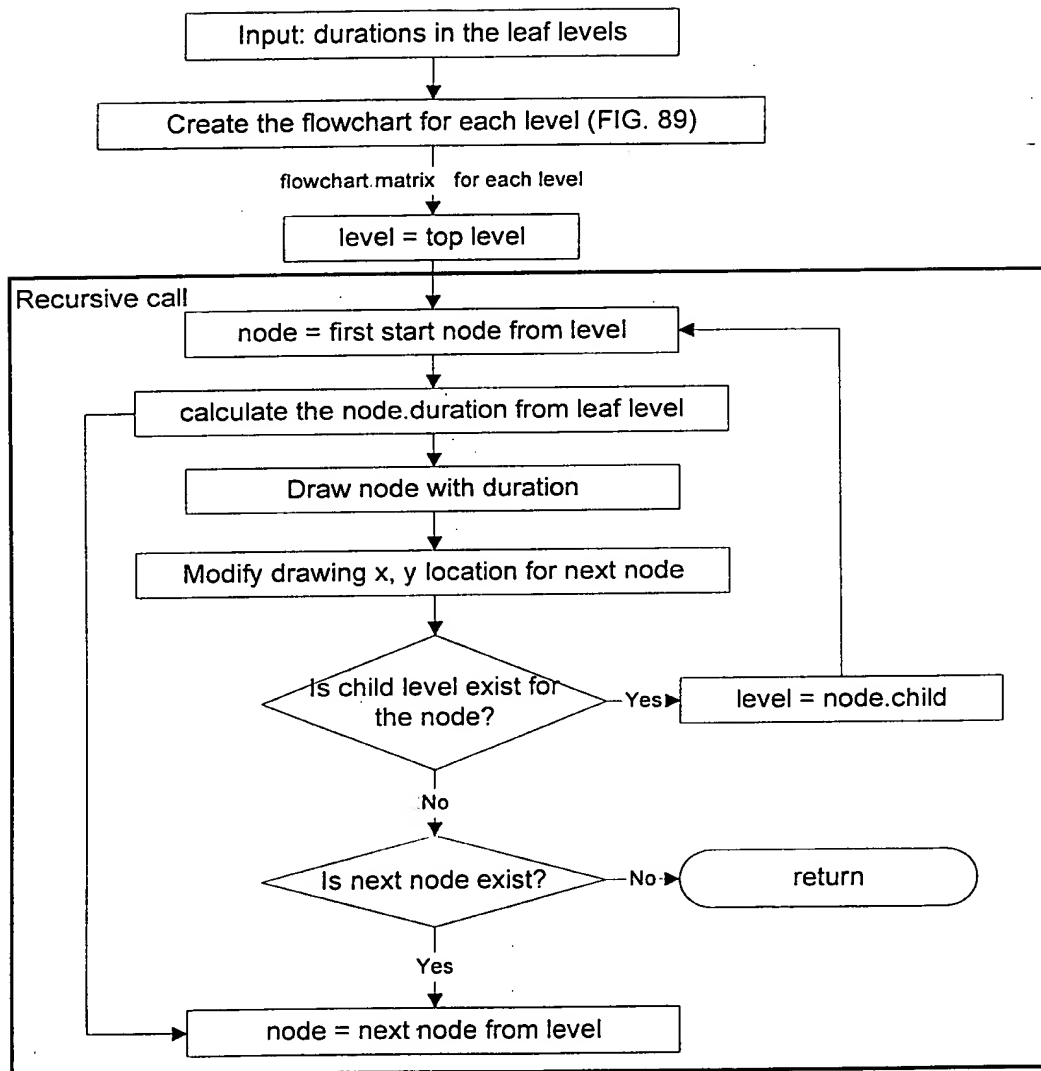 Input: durations in the leaf levels
Create the flowchart for each level (FIG. 89)
flowchart.matrix for each level
level = top level
Recursive call
node = first start node from level
calculate the node.duration from leaf level
Draw node with duration
Modify drawing x, y location for next node
Is child level exist for
the node?
Yes
level = node.child
No
Is next node exist?
No
return
Yes
node = next node from level